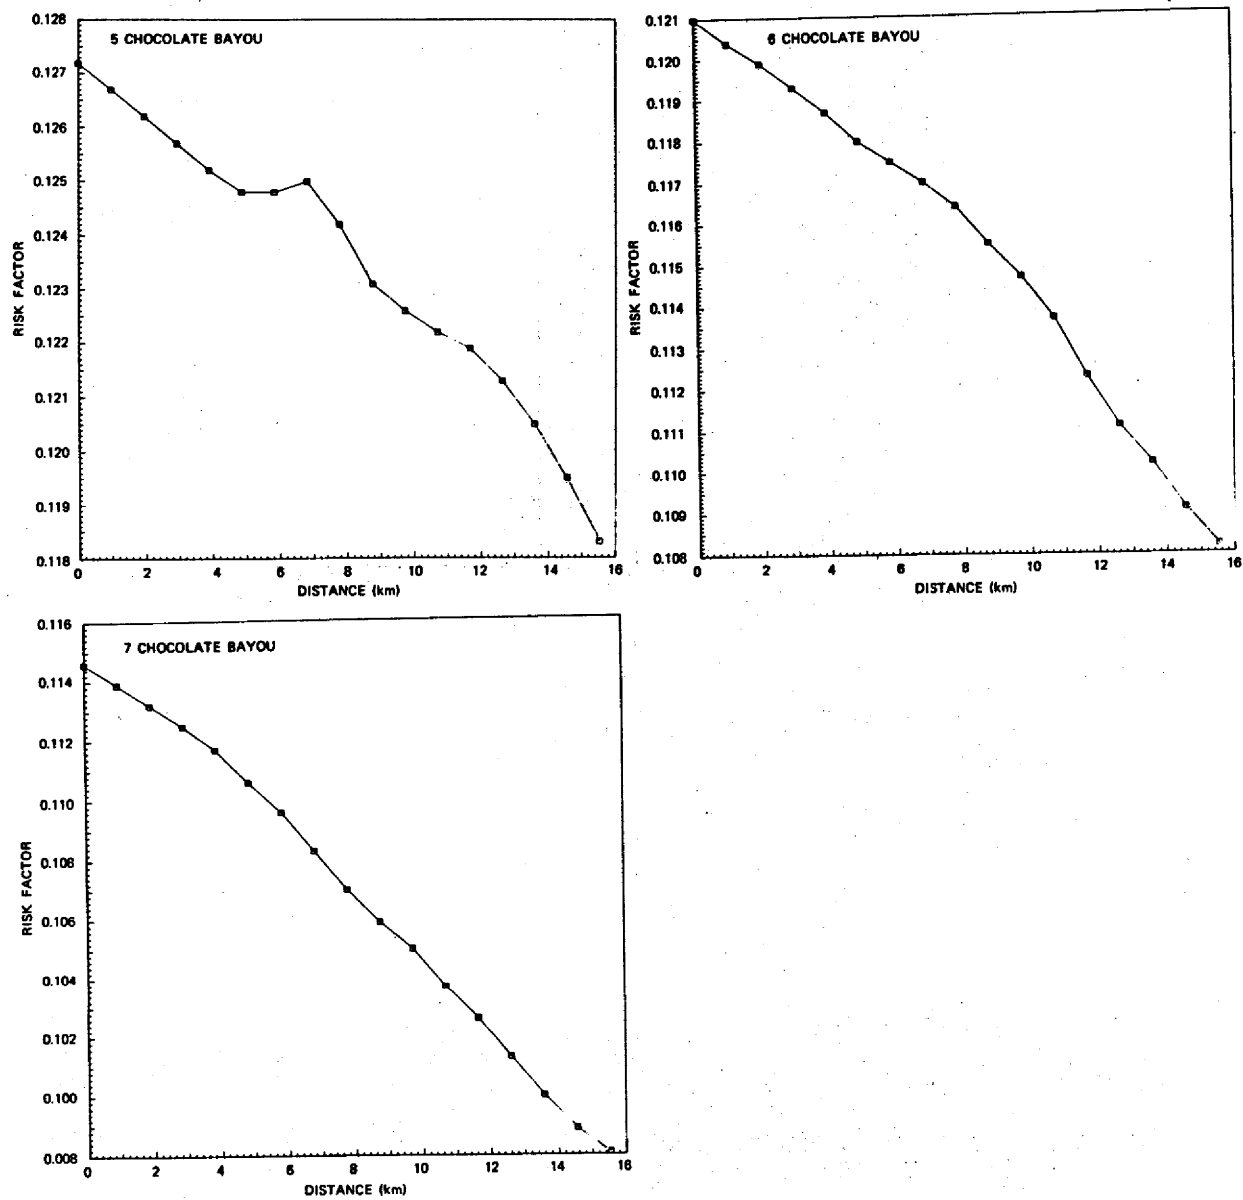 5 CHOCOLATE BAYOU
0.128
0.127
0.126
0.125
0.124
0.123
0.122
0.121
0.120
0.119
0.118
RISK FACTOR
0 2 4 6 8 10 12 14 16
DISTANCE (km)
6 CHOCOLATE BAYOU
0.121
0.120
0.119
0.118
0.117
0.116
0.115
0.114
0.113
0.112
0.111
0.110
0.109
0.108
RISK FACTOR
0 2 4 6 8 10 12 14 16
DISTANCE (km)
7 CHOCOLATE BAYOU
0.116
0.114
0.112
0.110
0.108
0.106
0.104
0.102
0.100
0.008
RISK FACTOR
0 2 4 6 8 10 12 14 16
DISTANCE (km)